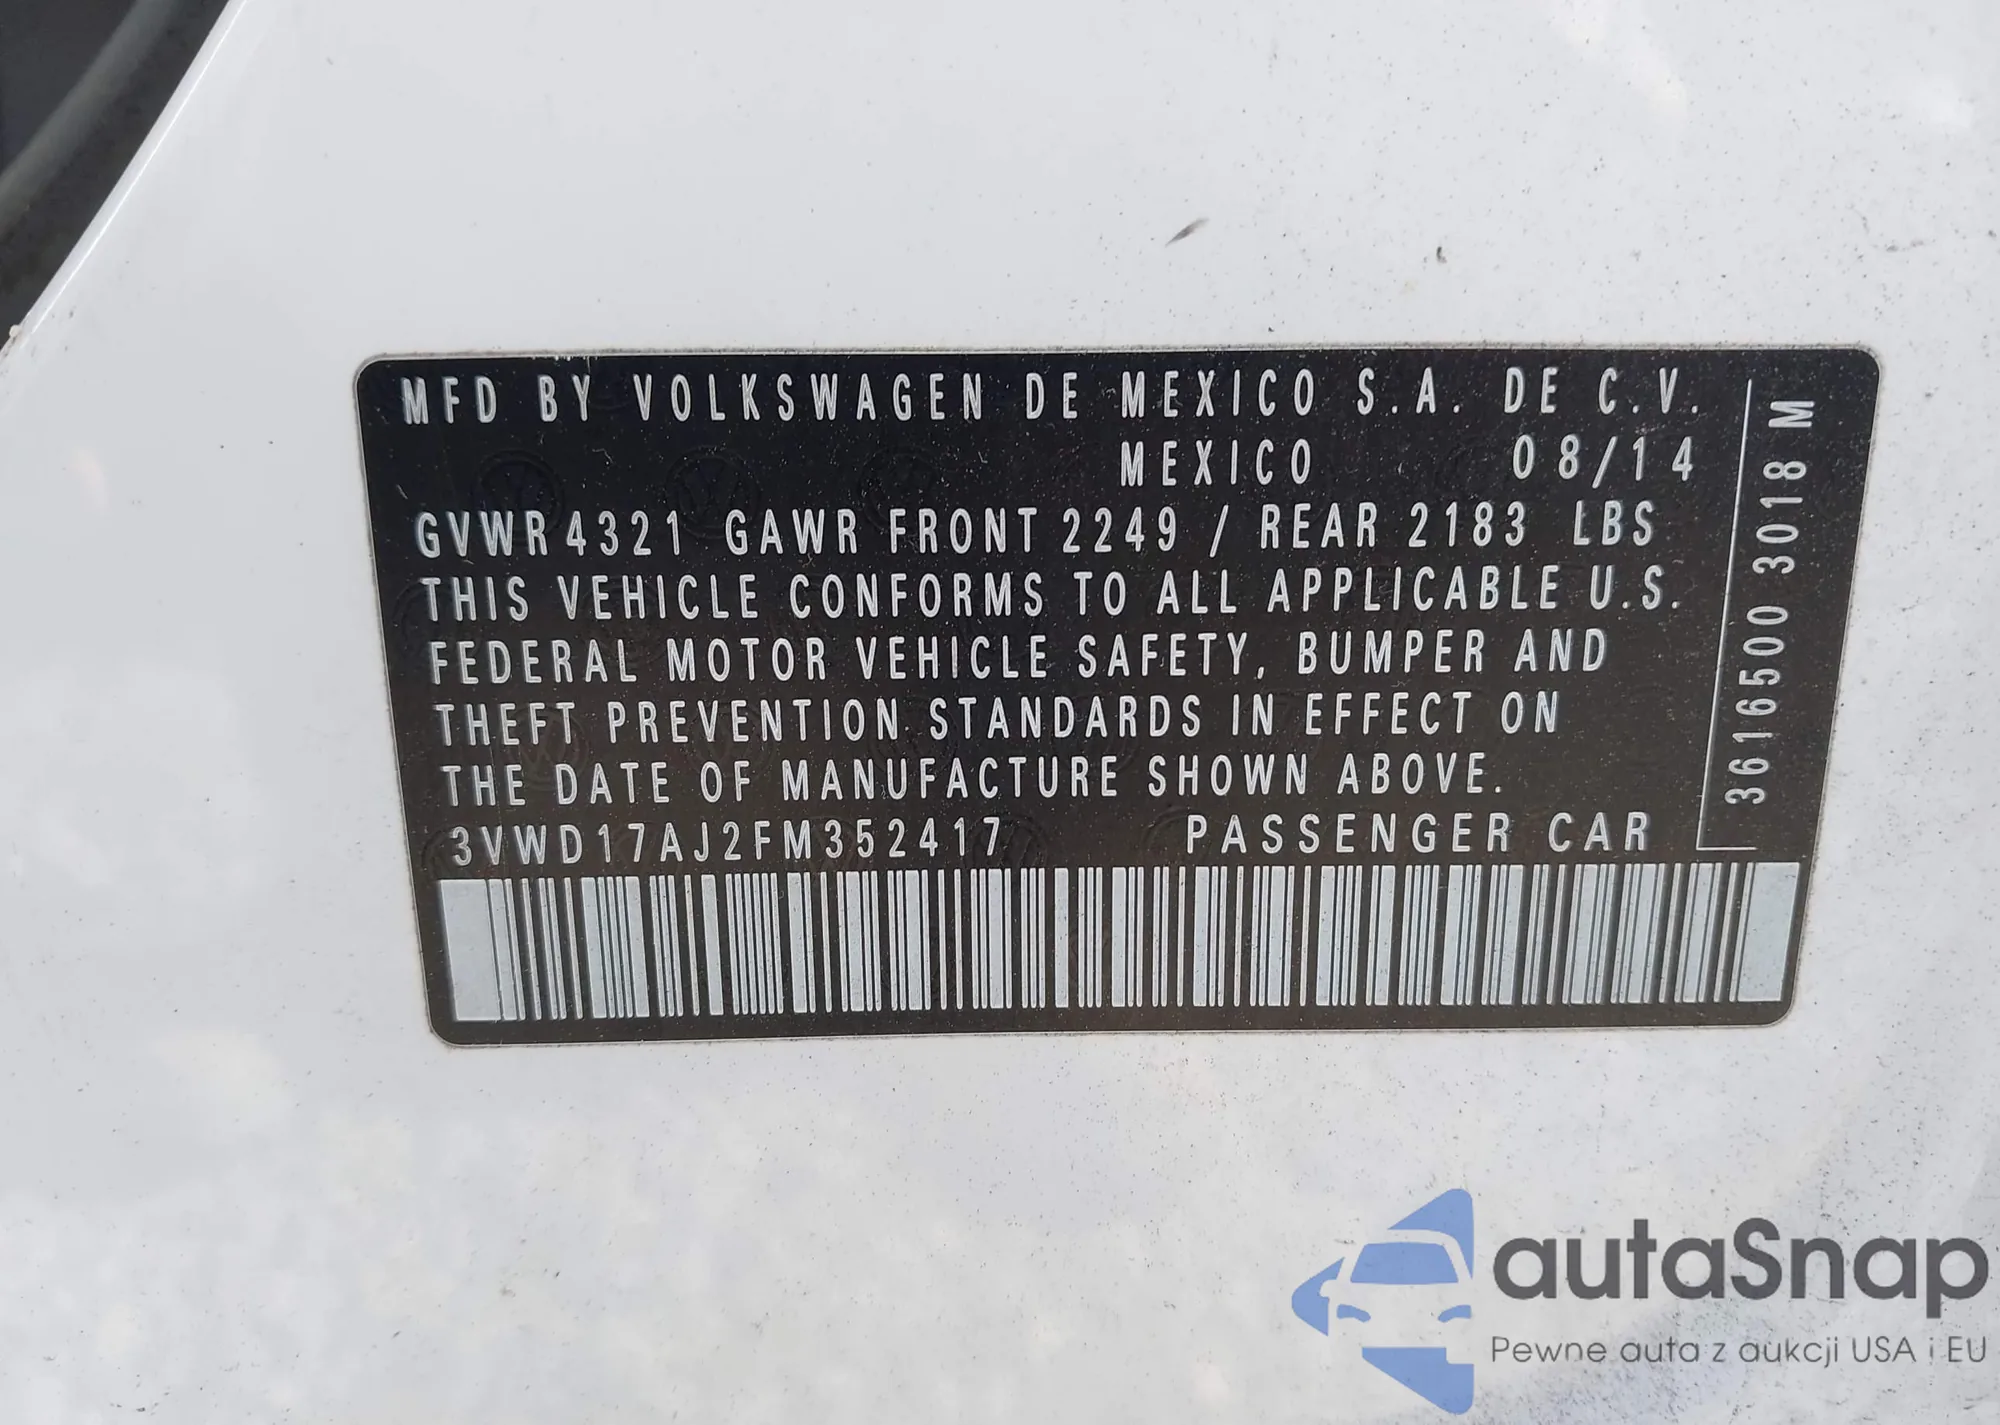 MFD BY VOLKSWAGEN DE MEXICO S.A. DE C.V.
MEXICO 08/14
GVWR 4321 GAWR FRONT 2249 / REAR 2183 LBS
THIS VEHICLE CONFORMS TO ALL APPLICABLE U.S.
FEDERAL MOTOR VEHICLE SAFETY, BUMPER AND
THEFT PREVENTION STANDARDS IN EFFECT ON
THE DATE OF MANUFACTURE SHOWN ABOVE.
3VWD17AJ2FM352417 PASSENGER CAR
3616500 3018 M
autaSnap
Pewne auta z aukcji USA i EU